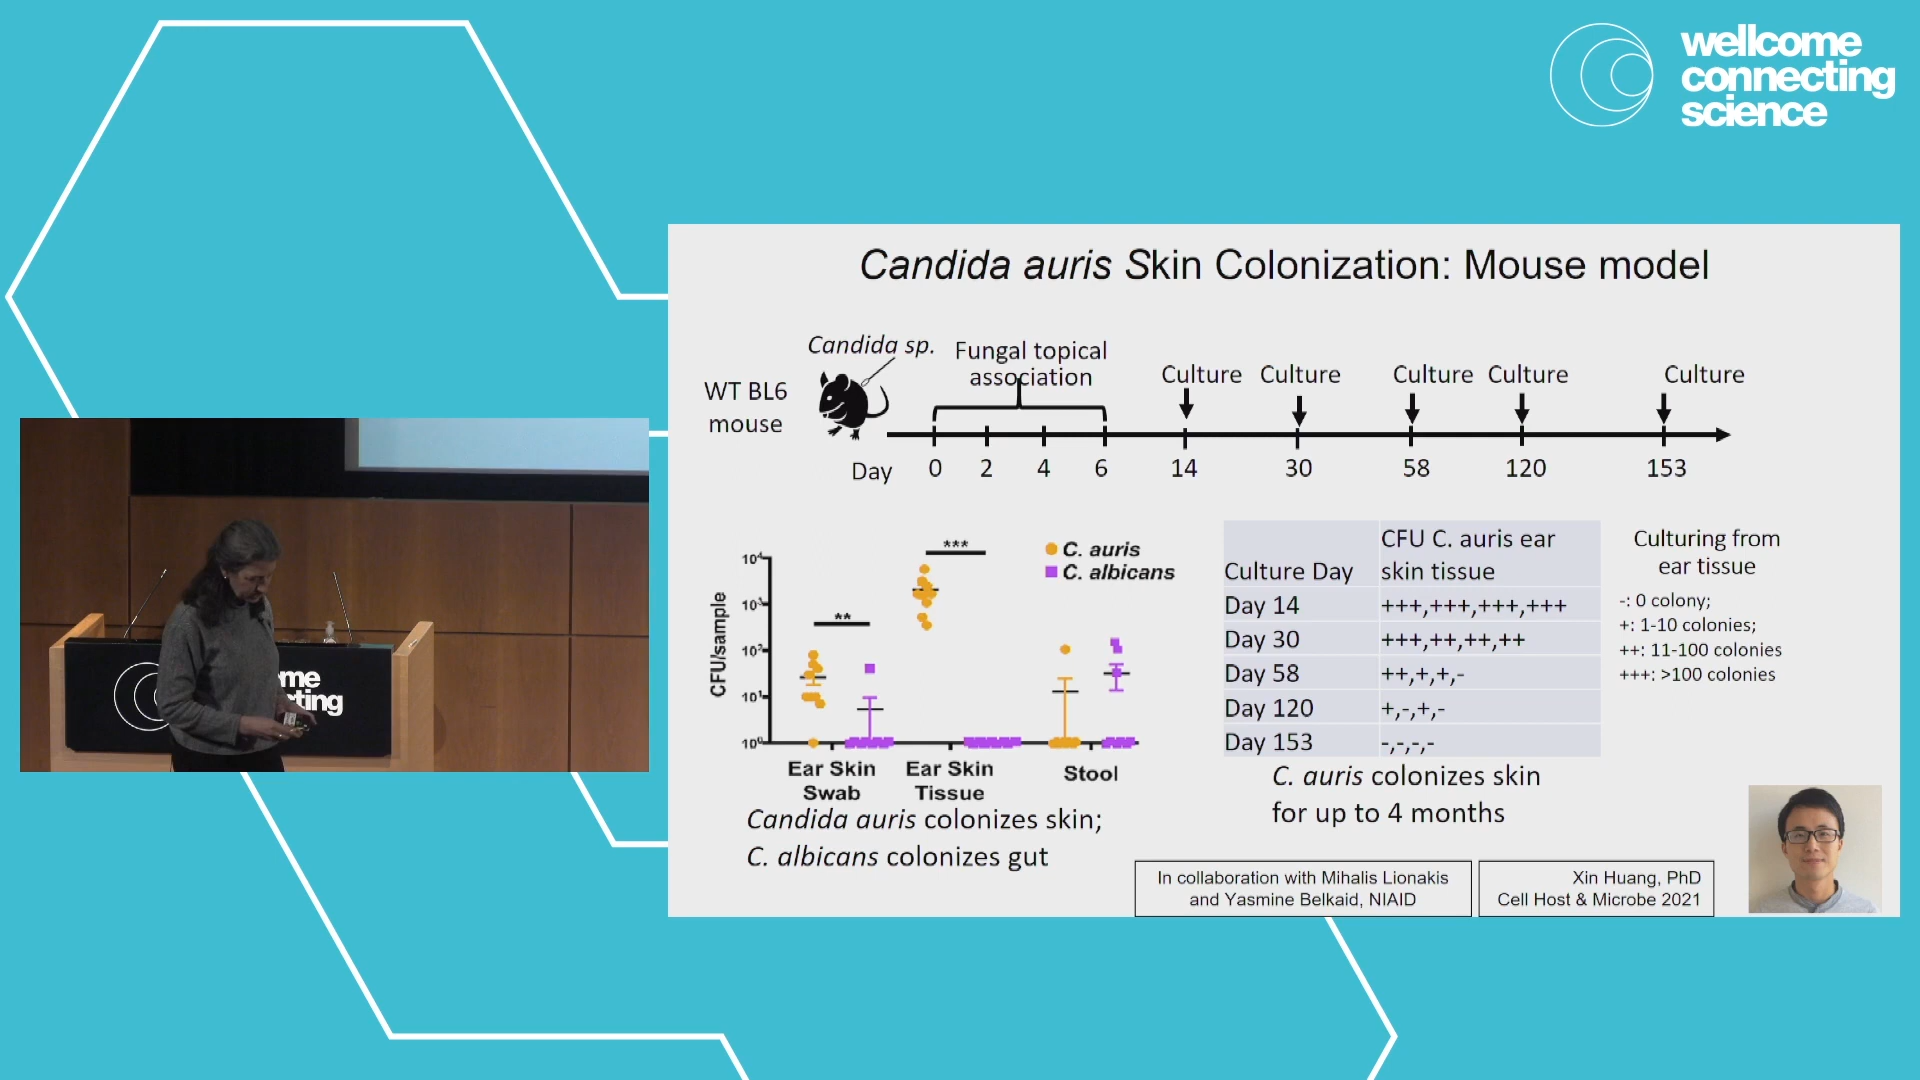 wellcome
connecting
science
Candida auris Skin Colonization: Mouse model
Candida sp.
Fungal topical
association
WT BL6
mouse
Culture Culture Culture Culture Culture
Day 0 2 4 6 14 30 58 120 153
CFU/sample
10⁴
10³
10²
10¹
10⁰
**
***
C. auris
C. albicans
Ear Skin
Swab
Ear Skin
Tissue
Stool
Candida auris colonizes skin;
C. albicans colonizes gut
Culture Day CFU C. auris ear
skin tissue
Day 14 +++,+++,+++,+++
Day 30 +++,++,++,++
Day 58 ++,+,+,-
Day 120 +,-,+,-
Day 153 -,-,-,-
C. auris colonizes skin
for up to 4 months
Culturing from
ear tissue
-: 0 colony;
+: 1-10 colonies;
++: 11-100 colonies
+++: >100 colonies
In collaboration with Mihalis Lionakis
and Yasmine Belkaid, NIAID
Xin Huang, PhD
Cell Host & Microbe 2021